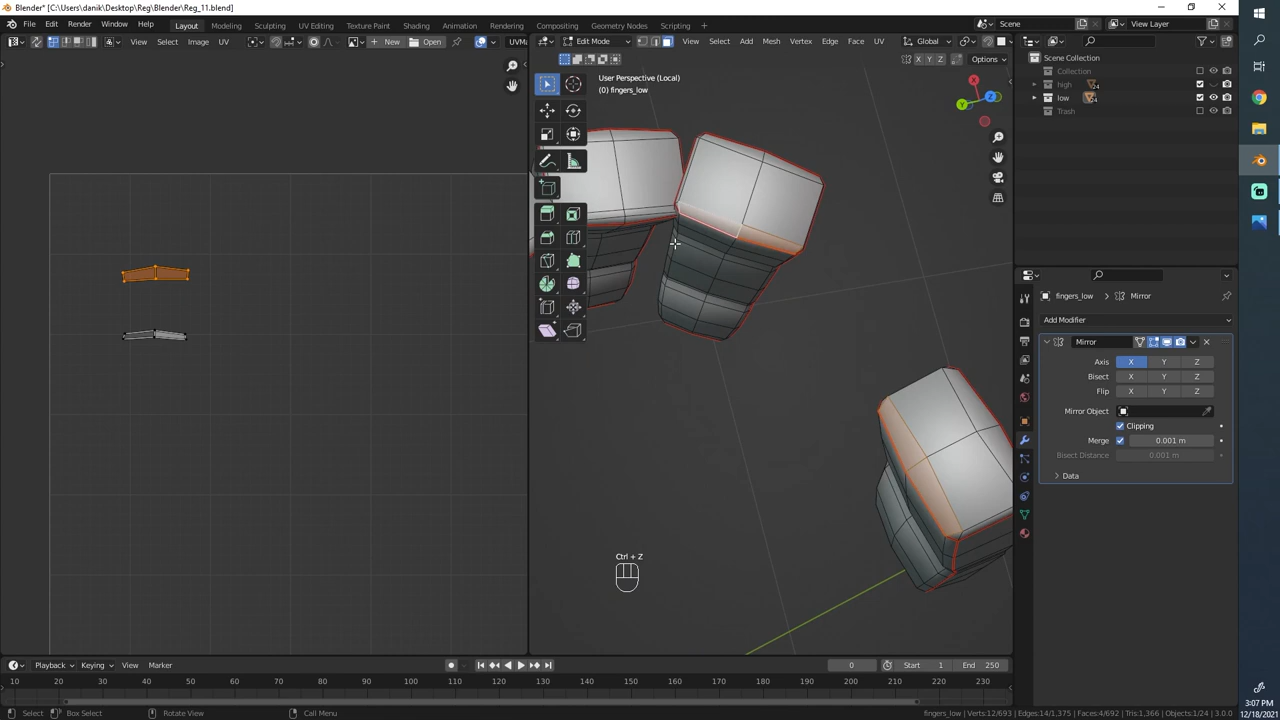 Blender* [C:\Users\danik\Desktop\Reg\Blender\Reg_11.blend]
File Edit Render Window Help Layout Modeling Sculpting UV Editing Texture Paint Shading Animation Rendering Compositing Geometry Nodes Scripting + Scene View Layer
View Select Image UV New Open UVMa Edit Mode View Select Add Mesh Vertex Edge Face UV Global
X Y Z Options
User Perspective (Local)
(0) fingers_low
Scene Collection
Collection
high 24
low 24
Trash
X
Y
Z
fingers_low > Mirror
Add Modifier
Mirror
Axis X Y Z
Bisect X Y Z
Flip X Y Z
Mirror Object
Clipping
Merge 0.001 m
Bisect Distance 0.001 m
Data
Ctrl + Z
Playback Keying View Marker 0 Start 1 End 250
10 20 30 40 50 60 70 80 90 100 110 120 130 140 150 160 170 180 190 200 210 220 230
Select Box Select Rotate View Call Menu fingers_low | Verts:12/693 | Edges:14/1,375 | Faces:4/692 | Tris:1,366 | Objects:1/24 | 3.0.0
3:07 PM
12/18/2021